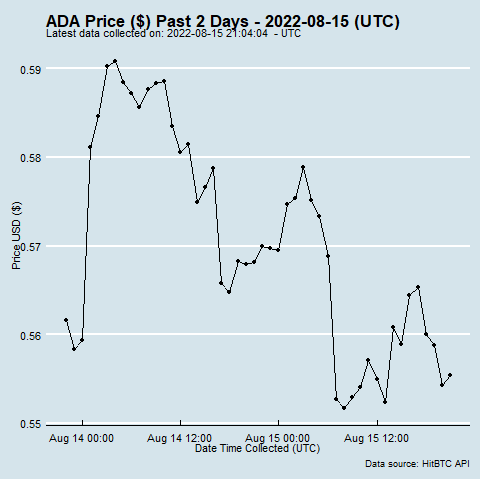 ADA Price ($) Past 2 Days - 2022-08-15 (UTC)
Latest data collected on: 2022-08-15 21:04:04  - UTC
0.59
0.58
0.57
0.56
0.55
Price USD ($)
Aug 14 00:00 Aug 14 12:00 Aug 15 00:00 Aug 15 12:00
Date Time Collected (UTC)
Data source: HitBTC API